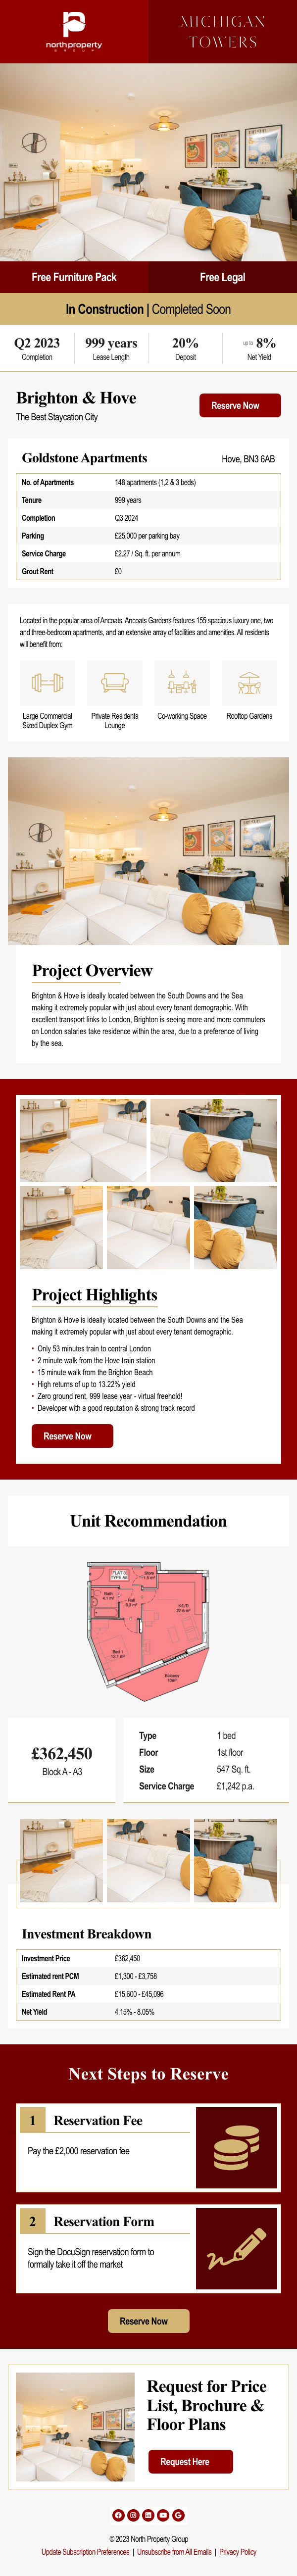 northproperty
GROUP
MICHIGAN
TOWERS
Free Furniture Pack
Free Legal
In Construction | Completed Soon
Q2 2023
Completion
999 years
Lease Length
20%
Deposit
up to 8%
Net Yield
Brighton & Hove
The Best Staycation City
Reserve Now
Goldstone Apartments
Hove, BN3 6AB
No. of Apartments 148 apartments (1,2 & 3 beds)
Tenure 999 years
Completion Q3 2024
Parking £25,000 per parking bay
Service Charge £2.27 / Sq. ft. per annum
Grout Rent £0
Located in the popular area of Ancoats, Ancoats Gardens features 155 spacious luxury one, two
and three-bedroom apartments, and an extensive array of facilities and amenities. All residents
will benefit from:
Large Commercial
Sized Duplex Gym
Private Residents
Lounge
Co-working Space
Rooftop Gardens
Project Overview
Brighton & Hove is ideally located between the South Downs and the Sea
making it extremely popular with just about every tenant demographic. With
excellent transport links to London, Brighton is seeing more and more commuters
on London salaries take residence within the area, due to a preference of living
by the sea.
Project Highlights
Brighton & Hove is ideally located between the South Downs and the Sea
making it extremely popular with just about every tenant demographic.
• Only 53 minutes train to central London
• 2 minute walk from the Hove train station
• 15 minute walk from the Brighton Beach
• High returns of up to 13.22% yield
• Zero ground rent, 999 lease year - virtual freehold!
• Developer with a good reputation & strong track record
Reserve Now
Unit Recommendation
FLAT 3
TYPE A6
Store
Bath
Hall
K/L/D
Bed 1
Balcony
£362,450
Block A - A3
Type 1 bed
Floor 1st floor
Size 547 Sq. ft.
Service Charge £1,242 p.a.
Investment Breakdown
Investment Price £362,450
Estimated rent PCM £1,300 - £3,758
Estimated Rent PA £15,600 - £45,096
Net Yield 4.15% - 8.05%
Next Steps to Reserve
1 Reservation Fee
Pay the £2,000 reservation fee
2 Reservation Form
Sign the DocuSign reservation form to
formally take it off the market
Reserve Now
Request for Price
List, Brochure &
Floor Plans
Request Here
© 2023 North Property Group
Update Subscription Preferences | Unsubscribe from All Emails | Privacy Policy